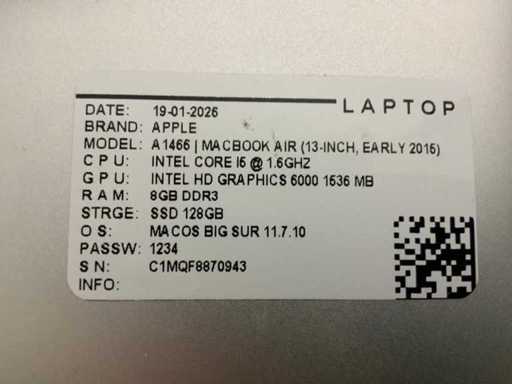 LAPTOP
DATE: 19-01-2026
BRAND: APPLE
MODEL: A1466 | MACBOOK AIR (13-INCH, EARLY 2015)
CPU: INTEL CORE I5 @ 1.6GHZ
GPU: INTEL HD GRAPHICS 6000 1536 MB
RAM: 8GB DDR3
STRGE: SSD 128GB
OS: MACOS BIG SUR 11.7.10
PASSW: 1234
SN: C1MQF8870943
INFO: